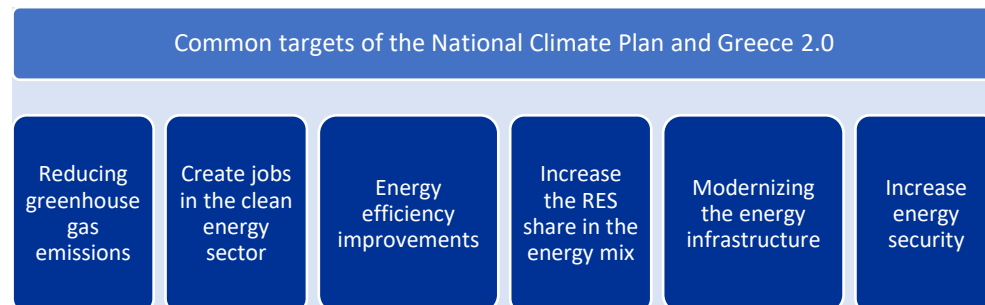 Common targets of the National Climate Plan and Greece 2.0
Reducing
greenhouse
gas
emissions
Create jobs
in the clean
energy
sector
Energy
efficiency
improvements
Increase
the RES
share in the
energy mix
Modernizing
the energy
infrastructure
Increase
energy
security